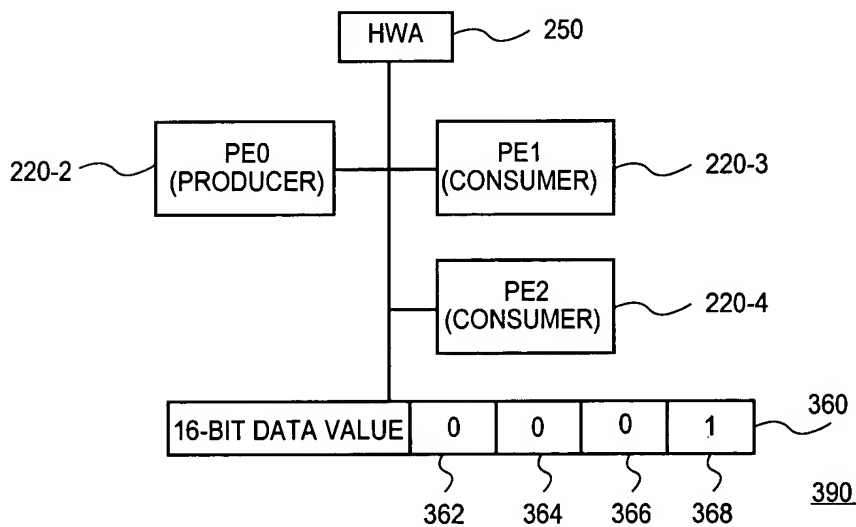 HWA
250
PE0
(PRODUCER)
220-2
PE1
(CONSUMER)
220-3
PE2
(CONSUMER)
220-4
16-BIT DATA VALUE 0 0 0 1
360
362 364 366 368
390